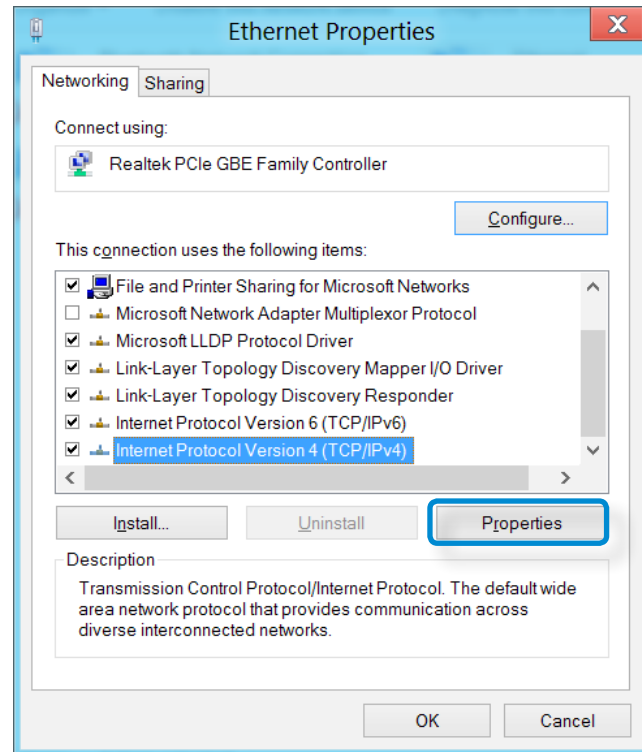 Ethernet Properties
X
Networking
Sharing
Connect using:
Realtek PCIe GBE Family Controller
Configure...
This connection uses the following items:
File and Printer Sharing for Microsoft Networks
Microsoft Network Adapter Multiplexor Protocol
Microsoft LLDP Protocol Driver
Link-Layer Topology Discovery Mapper I/O Driver
Link-Layer Topology Discovery Responder
Internet Protocol Version 6 (TCP/IPv6)
Internet Protocol Version 4 (TCP/IPv4)
Install...
Uninstall
Properties
Description
Transmission Control Protocol/Internet Protocol. The default wide
area network protocol that provides communication across
diverse interconnected networks.
OK
Cancel